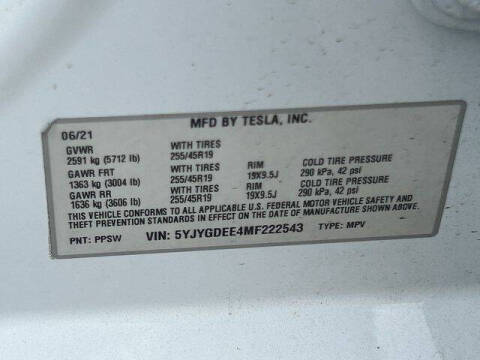 MFD BY TESLA, INC.
06/21
GVWR WITH TIRES
2591 kg (5712 lb) 255/45R19
GAWR FRT WITH TIRES RIM COLD TIRE PRESSURE
1363 kg (3004 lb) 255/45R19 19X9.5J 290 kPa, 42 psi
GAWR RR WITH TIRES RIM COLD TIRE PRESSURE
1636 kg (3606 lb) 255/45R19 19X9.5J 290 kPa, 42 psi
THIS VEHICLE CONFORMS TO ALL APPLICABLE U.S. FEDERAL MOTOR VEHICLE SAFETY AND
THEFT PREVENTION STANDARDS IN EFFECT ON THE DATE OF MANUFACTURE SHOWN ABOVE.
PNT: PPSW VIN: 5YJYGDEE4MF222543 TYPE: MPV